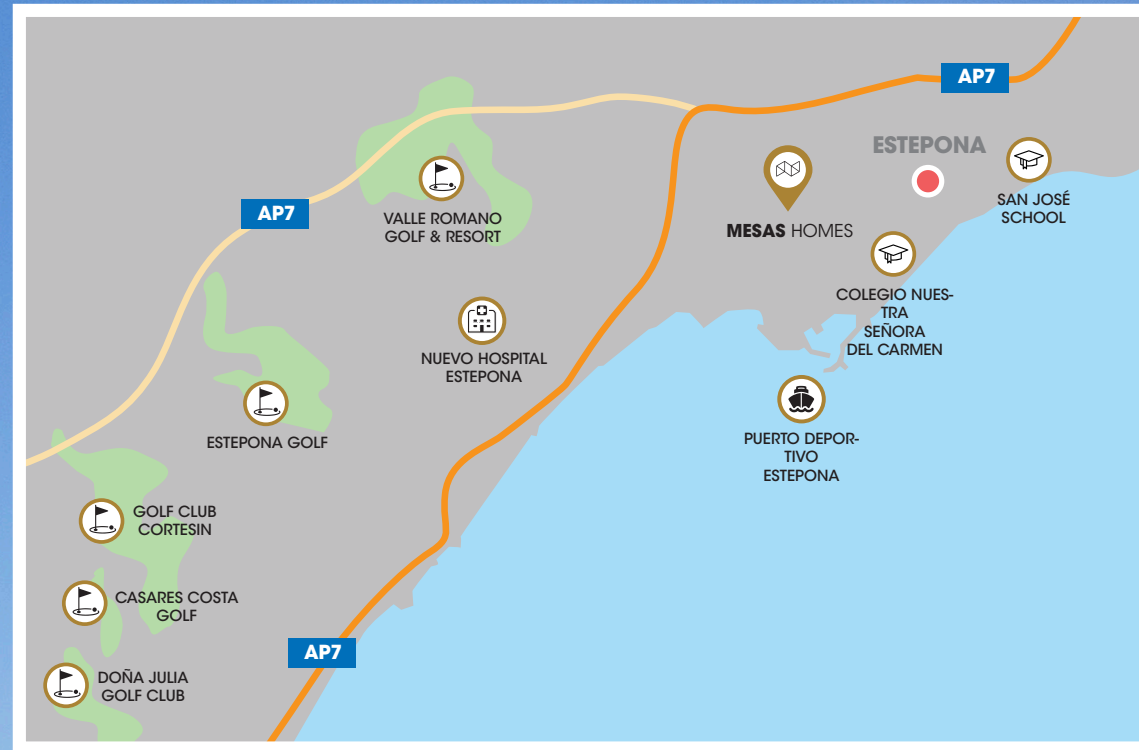 AP7
ESTEPONA
SAN JOSÉ
SCHOOL
MESAS HOMES
VALLE ROMANO
GOLF & RESORT
AP7
COLEGIO NUES-
TRA
SEÑORA
DEL CARMEN
NUEVO HOSPITAL
ESTEPONA
ESTEPONA GOLF
PUERTO DEPOR-
TIVO
ESTEPONA
GOLF CLUB
CORTESIN
CASARES COSTA
GOLF
AP7
DOÑA JULIA
GOLF CLUB